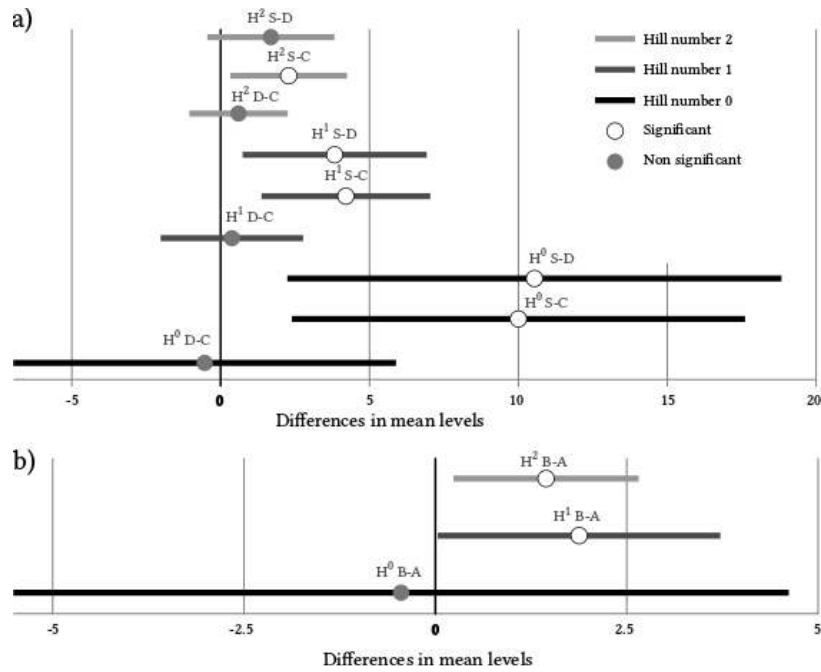 a)
H² S-D
H² S-C
H² D-C
H¹ S-D
H¹ S-C
H¹ D-C
H⁰ S-D
H⁰ S-C
H⁰ D-C
Hill number 2
Hill number 1
Hill number 0
Significant
Non significant
-5 0 5 10 15 20
Differences in mean levels
b)
H² B-A
H¹ B-A
H⁰ B-A
-5 -2.5 0 2.5 5
Differences in mean levels